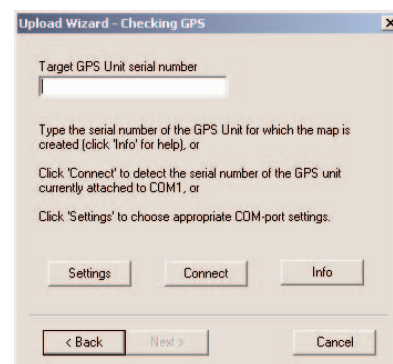 Upload Wizard - Checking GPS
Target GPS Unit serial number
Type the serial number of the GPS Unit for which the map is
created (click 'Info' for help), or
Click 'Connect' to detect the serial number of the GPS unit
currently attached to COM1, or
Click 'Settings' to choose appropriate COM-port settings.
Settings Connect Info
< Back Next > Cancel